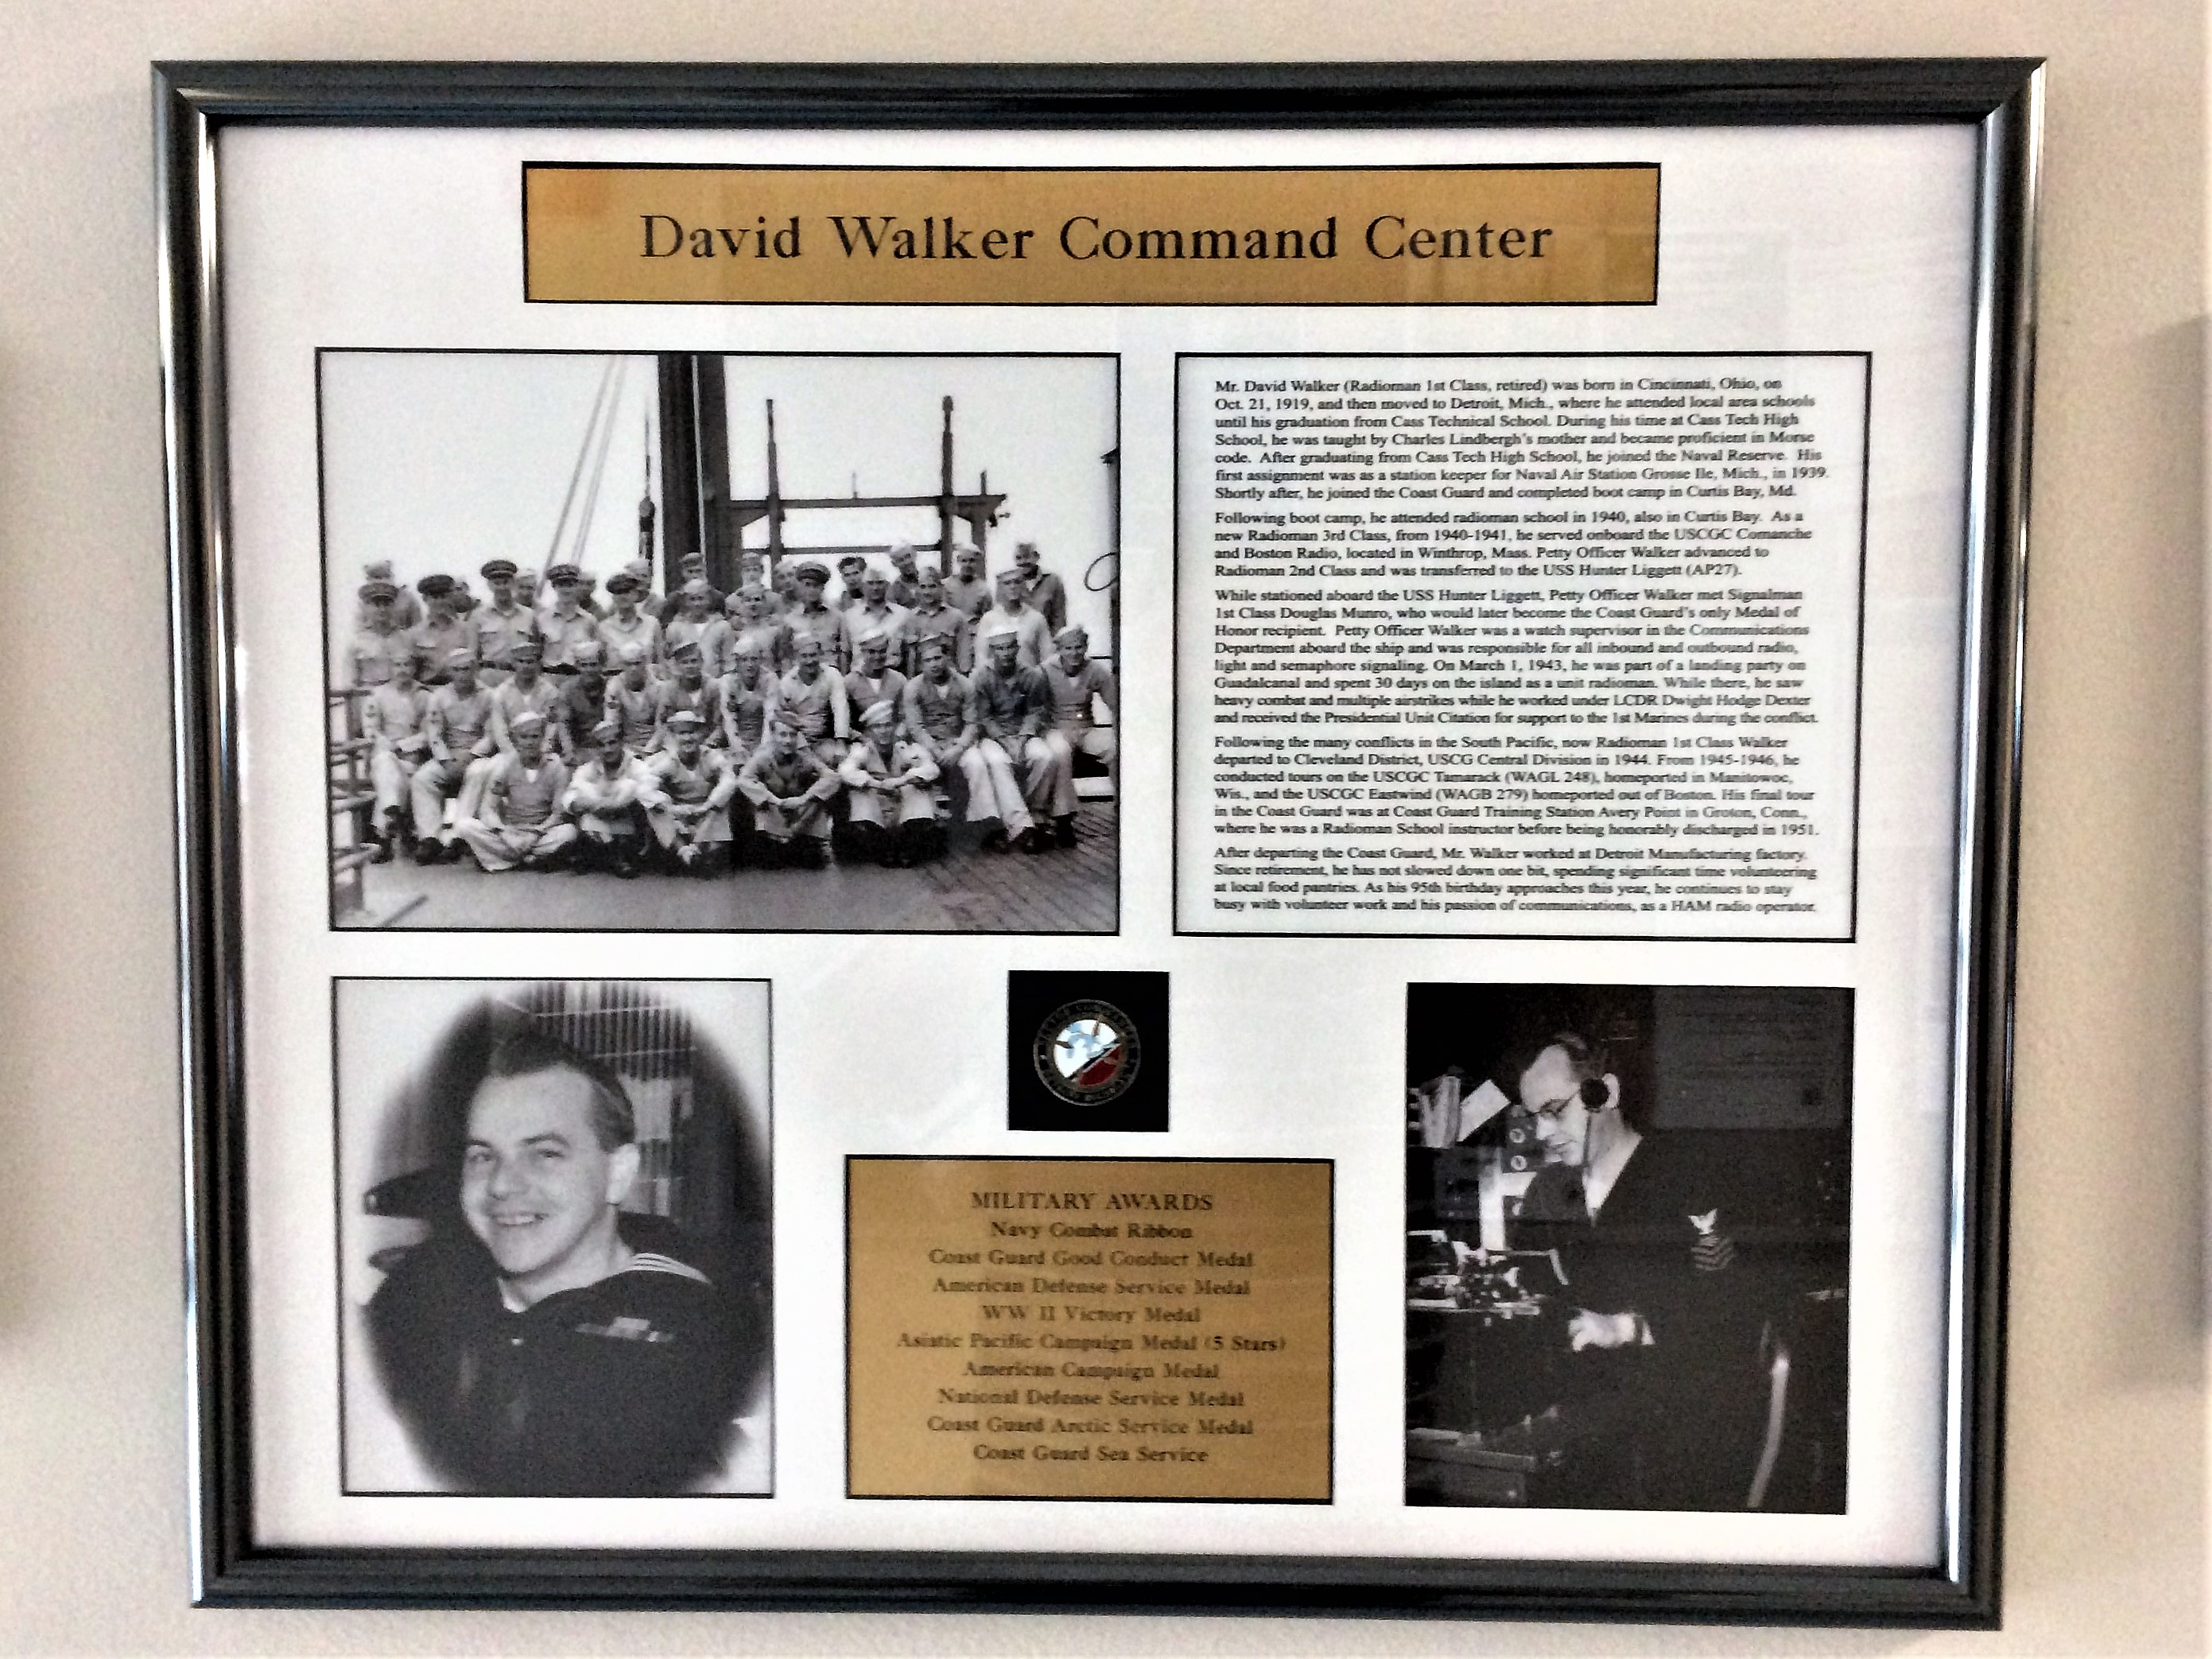 David Walker Command Center
Mr. David Walker (Radioman 1st Class, retired) was born in Cincinnati, Ohio, on
Oct. 21, 1919, and then moved to Detroit, Mich., where he attended local area schools
until his graduation from Cass Technical School. During his time at Cass Tech High
School, he was taught by Charles Lindbergh's mother and became proficient in Morse
code. After graduating from Cass Tech High School, he joined the Naval Reserve. His
first assignment was as a station keeper for Naval Air Station Grosse Ile, Mich., in 1939.
Shortly after, he joined the Coast Guard and completed boot camp in Curtis Bay, Md.
Following boot camp, he attended radioman school in 1940, also in Curtis Bay. As a
new Radioman 3rd Class, from 1940-1941, he served onboard the USCGC Comanche
and Boston Radio, located in Winthrop, Mass. Petty Officer Walker advanced to
Radioman 2nd Class and was transferred to the USS Hunter Liggett (AP27).
While stationed aboard the USS Hunter Liggett, Petty Officer Walker met Signalman
1st Class Douglas Munro, who would later become the Coast Guard's only Medal of
Honor recipient. Petty Officer Walker was a watch supervisor in the Communications
Department aboard the ship and was responsible for all inbound and outbound radio,
light and semaphore signaling. On March 1, 1943, he was part of a landing party on
Guadalcanal and spent 30 days on the island as a unit radioman. While there, he saw
heavy combat and multiple airstrikes while he worked under LCDR Dwight Hodge Dexter
and received the Presidential Unit Citation for support to the 1st Marines during the conflict.
Following the many conflicts in the South Pacific, now Radioman 1st Class Walker
departed to Cleveland District, USCG Central Division in 1944. From 1945-1946, he
conducted tours on the USCGC Tamarack (WAGL 248), homeported in Manitowoc,
Wis., and the USCGC Eastwind (WAGB 279) homeported out of Boston. His final tour
in the Coast Guard was at Coast Guard Training Station Avery Point in Groton, Conn.,
where he was a Radioman School instructor before being honorably discharged in 1951.
After departing the Coast Guard, Mr. Walker worked at Detroit Manufacturing factory.
Since retirement, he has not slowed down one bit, spending significant time volunteering
at local food pantries. As his 95th birthday approaches this year, he continues to stay
busy with volunteer work and his passion of communications, as a HAM radio operator.
MILITARY AWARDS
Navy Combat Ribbon
Coast Guard Good Conduct Medal
American Defense Service Medal
WW II Victory Medal
Asiatic Pacific Campaign Medal (5 Stars)
American Campaign Medal
National Defense Service Medal
Coast Guard Arctic Service Medal
Coast Guard Sea Service